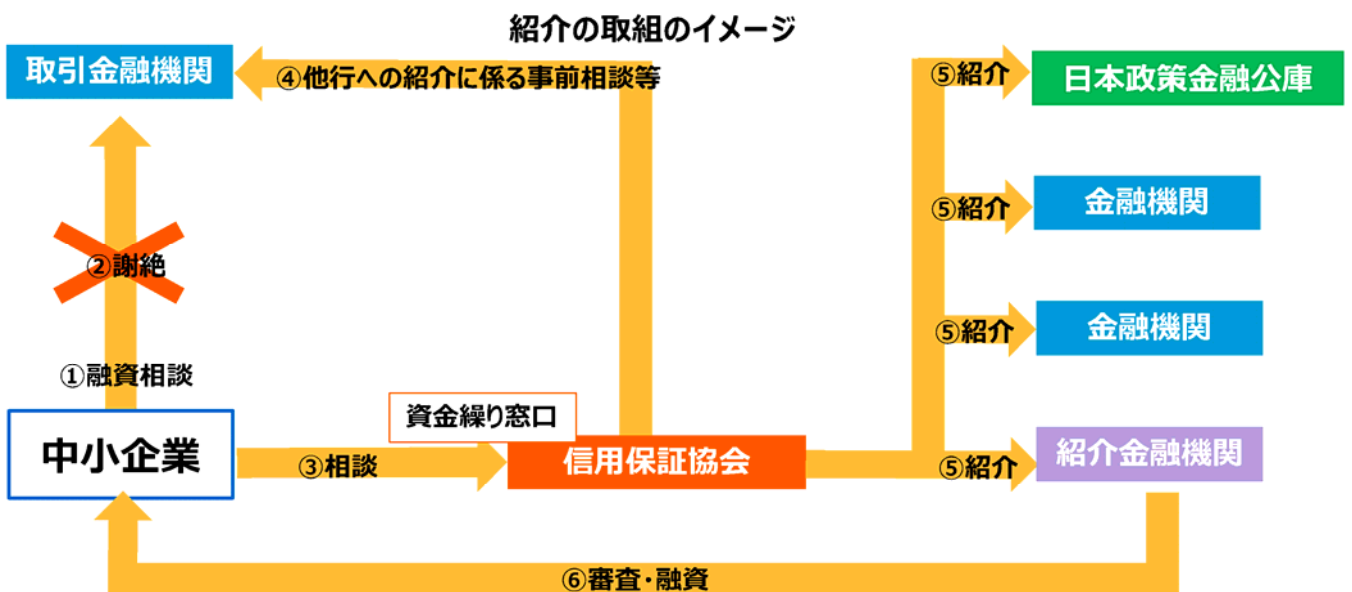 紹介の取組のイメージ
取引金融機関
④他行への紹介に係る事前相談等
⑤紹介
日本政策金融公庫
②謝絶
⑤紹介
金融機関
⑤紹介
金融機関
①融資相談
資金繰り窓口
中小企業
③相談
信用保証協会
⑤紹介
紹介金融機関
⑥審査・融資